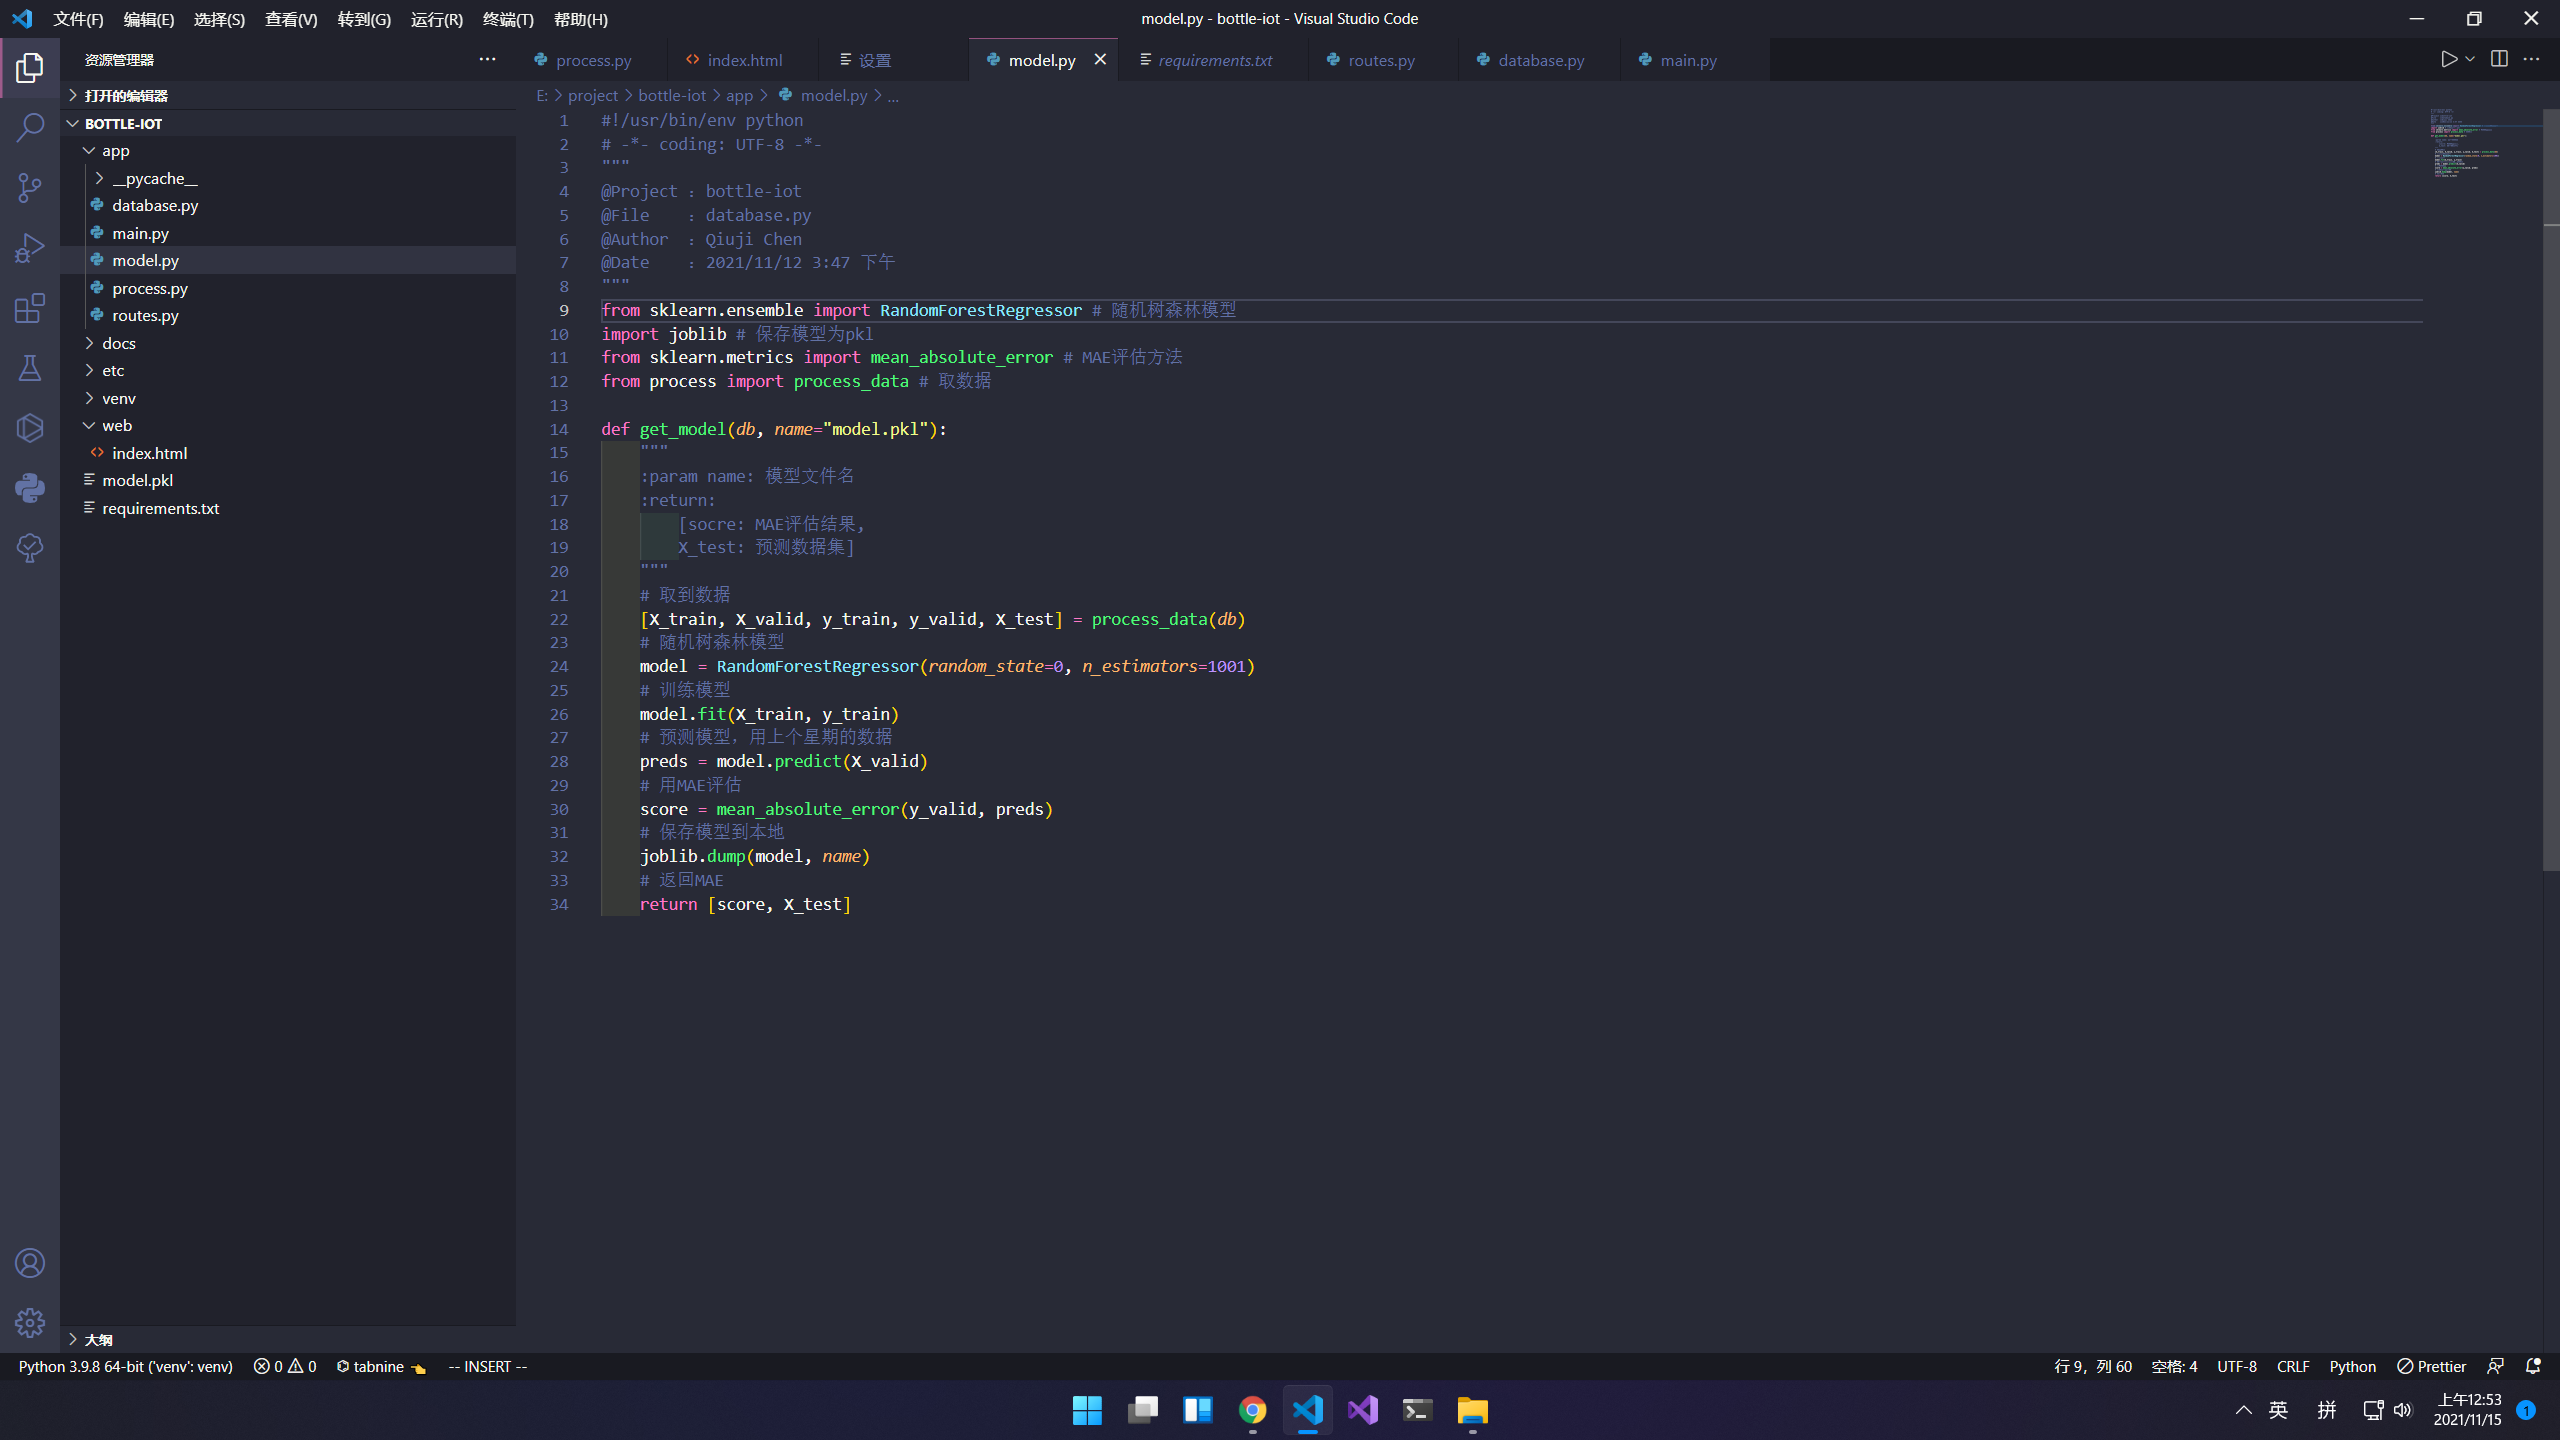 文件(F) 编辑(E) 选择(S) 查看(V) 转到(G) 运行(R) 终端(T) 帮助(H)
model.py - bottle-iot - Visual Studio Code
资源管理器
process.py
index.html
设置
model.py
requirements.txt
routes.py
database.py
main.py
打开的编辑器
BOTTLE-IOT
app
__pycache__
database.py
main.py
model.py
process.py
routes.py
docs
etc
venv
web
index.html
model.pkl
requirements.txt
大纲
E: > project > bottle-iot > app > model.py > ...
1 #!/usr/bin/env python
2 # -*- coding: UTF-8 -*-
3 """
4 @Project : bottle-iot
5 @File    : database.py
6 @Author  : Qiuji Chen
7 @Date    : 2021/11/12 3:47 下午
8 """
9 from sklearn.ensemble import RandomForestRegressor # 随机树森林模型
10 import joblib # 保存模型为pkl
11 from sklearn.metrics import mean_absolute_error # MAE评估方法
12 from process import process_data # 取数据
13
14 def get_model(db, name="model.pkl"):
15     """
16     :param name: 模型文件名
17     :return:
18         [socre: MAE评估结果,
19         X_test: 预测数据集]
20     """
21     # 取到数据
22     [X_train, X_valid, y_train, y_valid, X_test] = process_data(db)
23     # 随机树森林模型
24     model = RandomForestRegressor(random_state=0, n_estimators=1001)
25     # 训练模型
26     model.fit(X_train, y_train)
27     # 预测模型，用上个星期的数据
28     preds = model.predict(X_valid)
29     # 用MAE评估
30     score = mean_absolute_error(y_valid, preds)
31     # 保存模型到本地
32     joblib.dump(model, name)
33     # 返回MAE
34     return [score, X_test]
Python 3.9.8 64-bit ('venv': venv) 0 0 tabnine -- INSERT --
行 9，列 60 空格: 4 UTF-8 CRLF Python Prettier
英 拼
上午12:53
2021/11/15
1